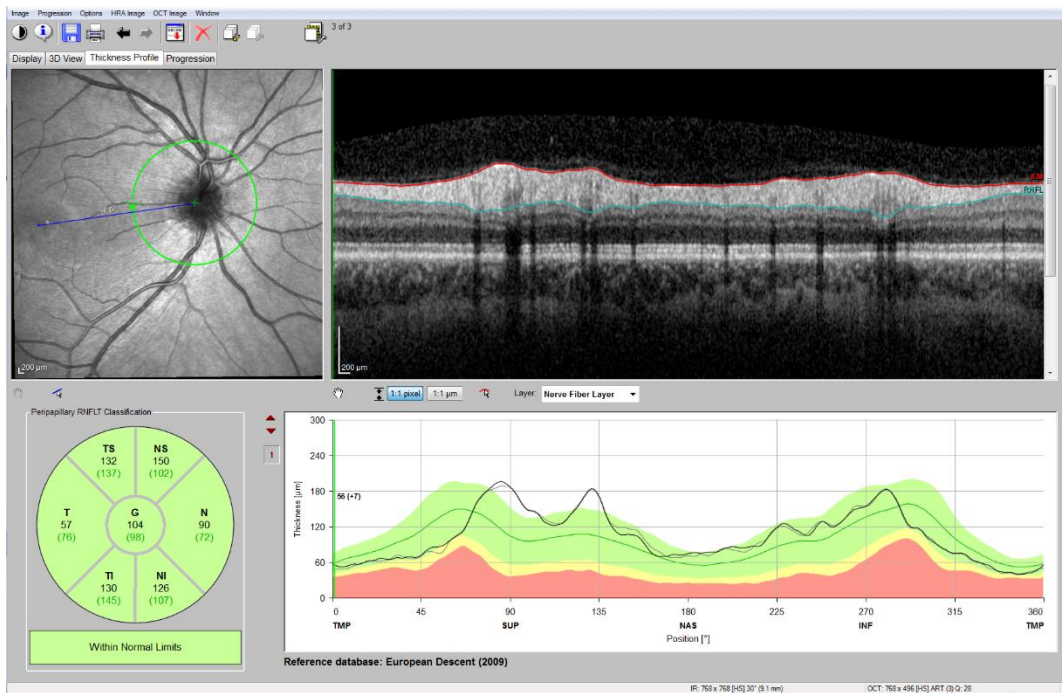 Image Progression Options HRA Image OCT Image Window
3 of 3
Display 3D View Thickness Profile Progression
ILM
RNFL
200 µm
200 µm
1:1 pixel 1:1 µm Layer: Nerve Fiber Layer
Peripapillary RNFLT Classification
TS
132
(137)
NS
150
(102)
T
57
(76)
G
104
(98)
N
90
(72)
TI
130
(145)
NI
126
(107)
Within Normal Limits
1
Thickness [µm]
300
240
180
120
60
0
56 (+7)
0 45 90 135 180 225 270 315 360
TMP SUP NAS INF TMP
Position [°]
Reference database: European Descent (2009)
IR: 768 x 768 [HS] 30° (9.1 mm) OCT: 768 x 496 [HS] ART (3) Q: 28